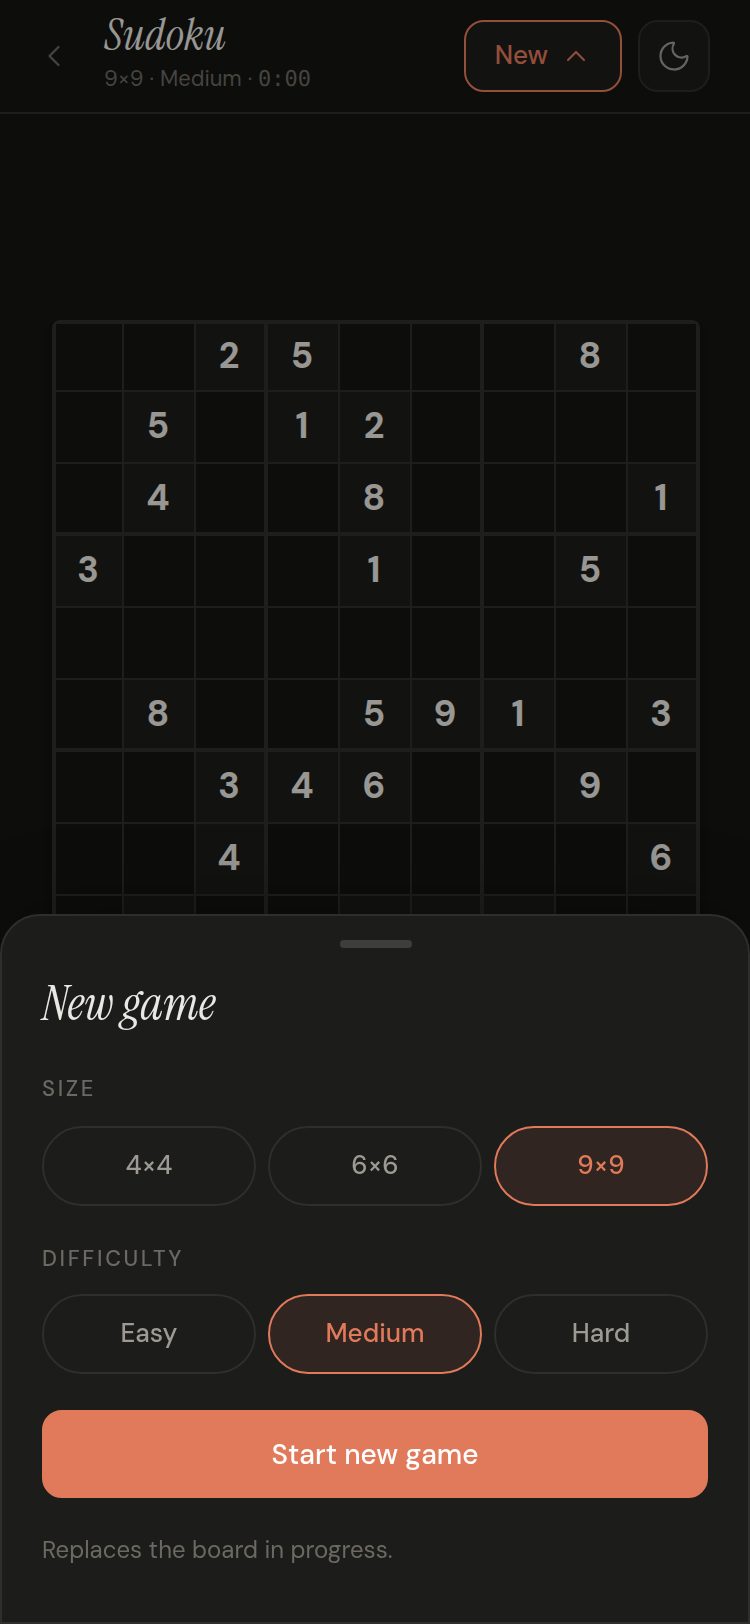 Sudoku
9×9 · Medium · 0:00
New
2 5 8
5 1 2
4 8 1
3 1 5
8 5 9 1 3
3 4 6 9
4 6
New game
SIZE
4×4 6×6 9×9
DIFFICULTY
Easy Medium Hard
Start new game
Replaces the board in progress.